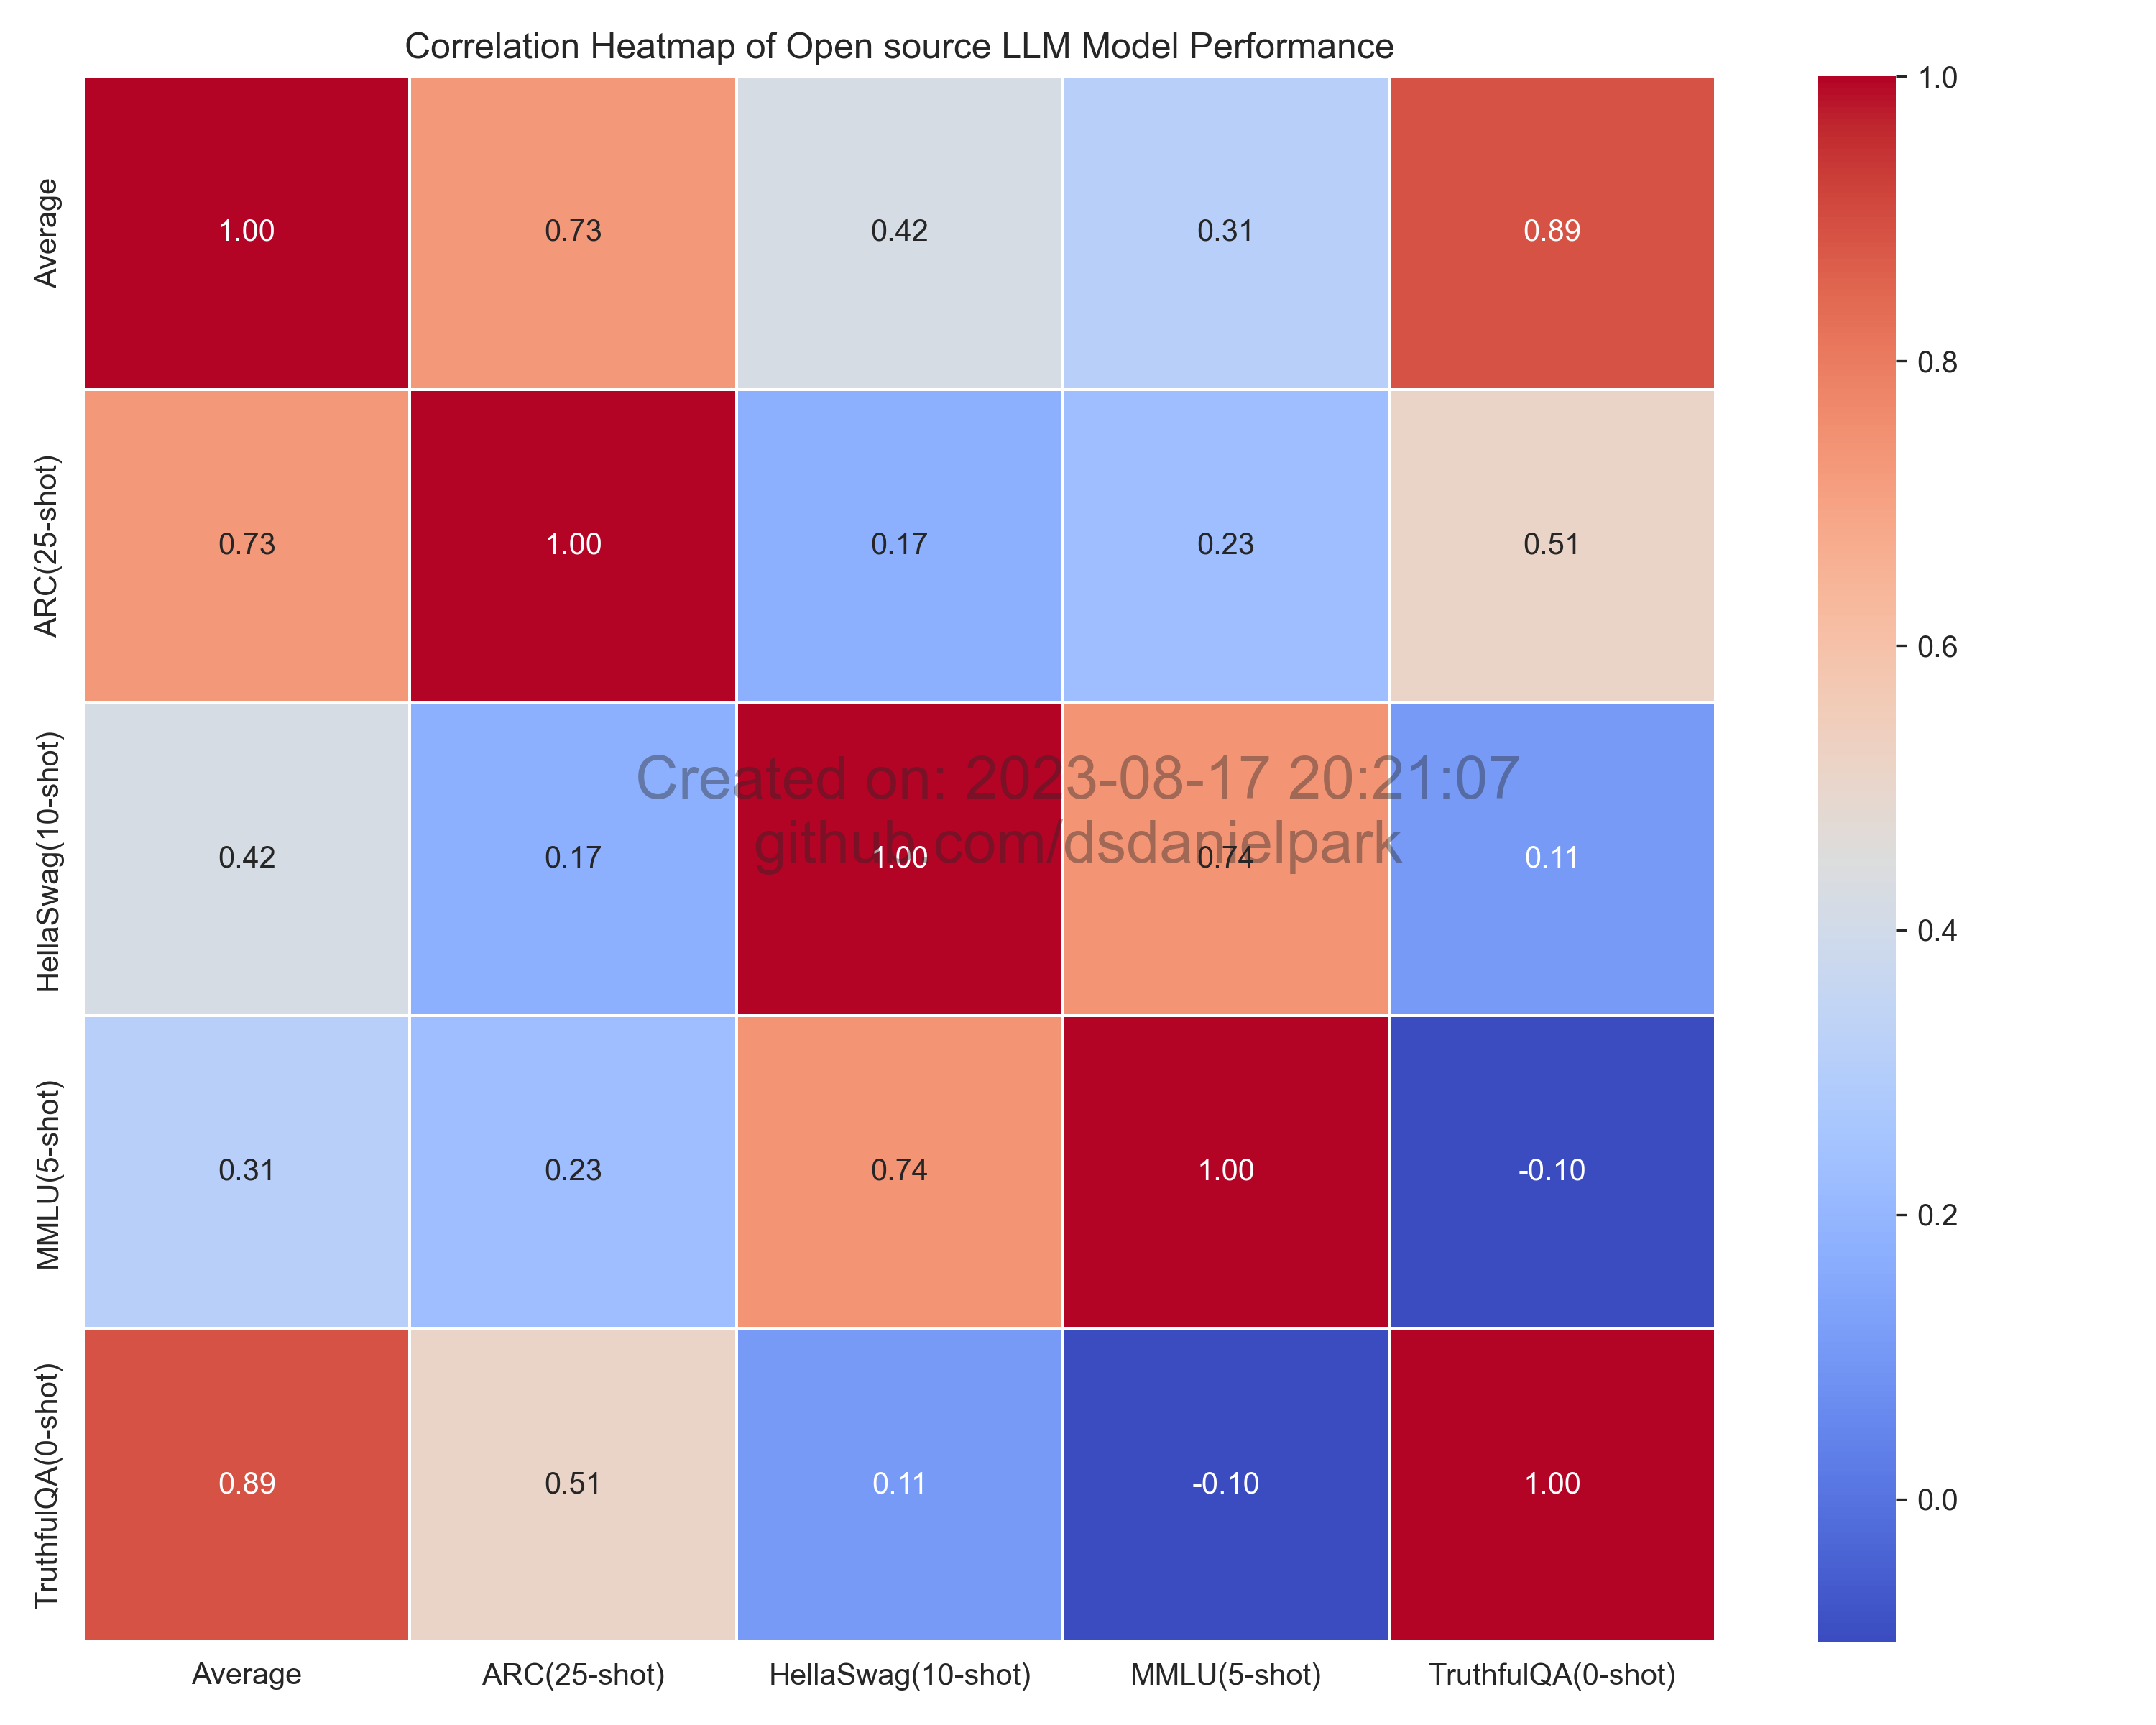 Correlation Heatmap of Open source LLM Model Performance
Average 1.00 0.73 0.42 0.31 0.89
ARC(25-shot) 0.73 1.00 0.17 0.23 0.51
HellaSwag(10-shot) 0.42 0.17 1.00 0.74 0.11
MMLU(5-shot) 0.31 0.23 0.74 1.00 -0.10
TruthfulQA(0-shot) 0.89 0.51 0.11 -0.10 1.00
Average ARC(25-shot) HellaSwag(10-shot) MMLU(5-shot) TruthfulQA(0-shot)
Created on: 2023-08-17 20:21:07
github.com/dsdanielpark
1.0
0.8
0.6
0.4
0.2
0.0